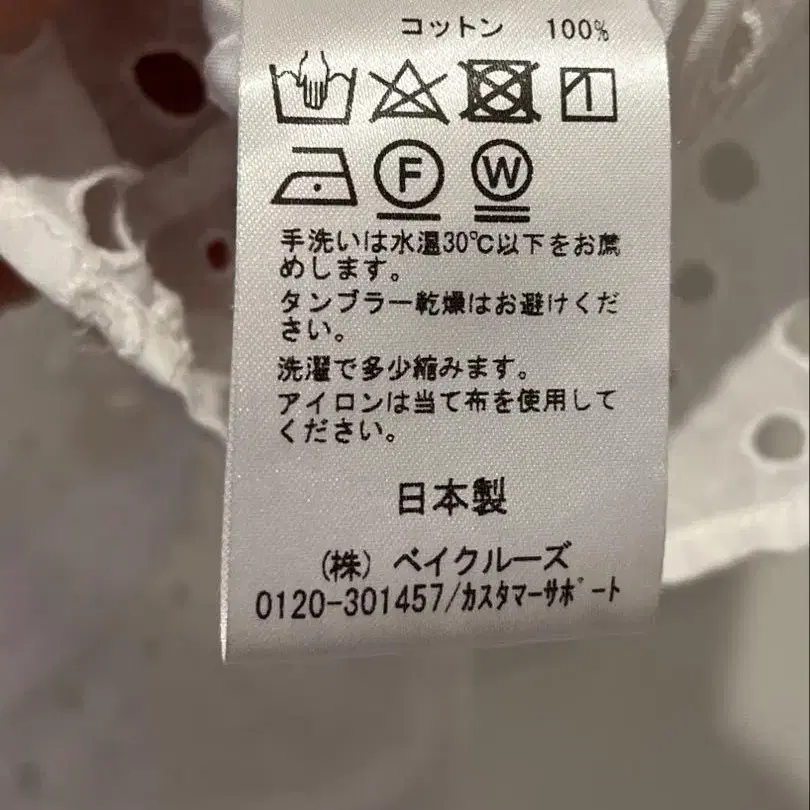 コットン 100%
F W
手洗いは水温30℃以下をお薦
めします。
タンブラー乾燥はお避けくだ
さい。
洗濯で多少縮みます。
アイロンは当て布を使用して
ください。
日本製
(株) ベイクルーズ
0120-301457/カスタマーサポート